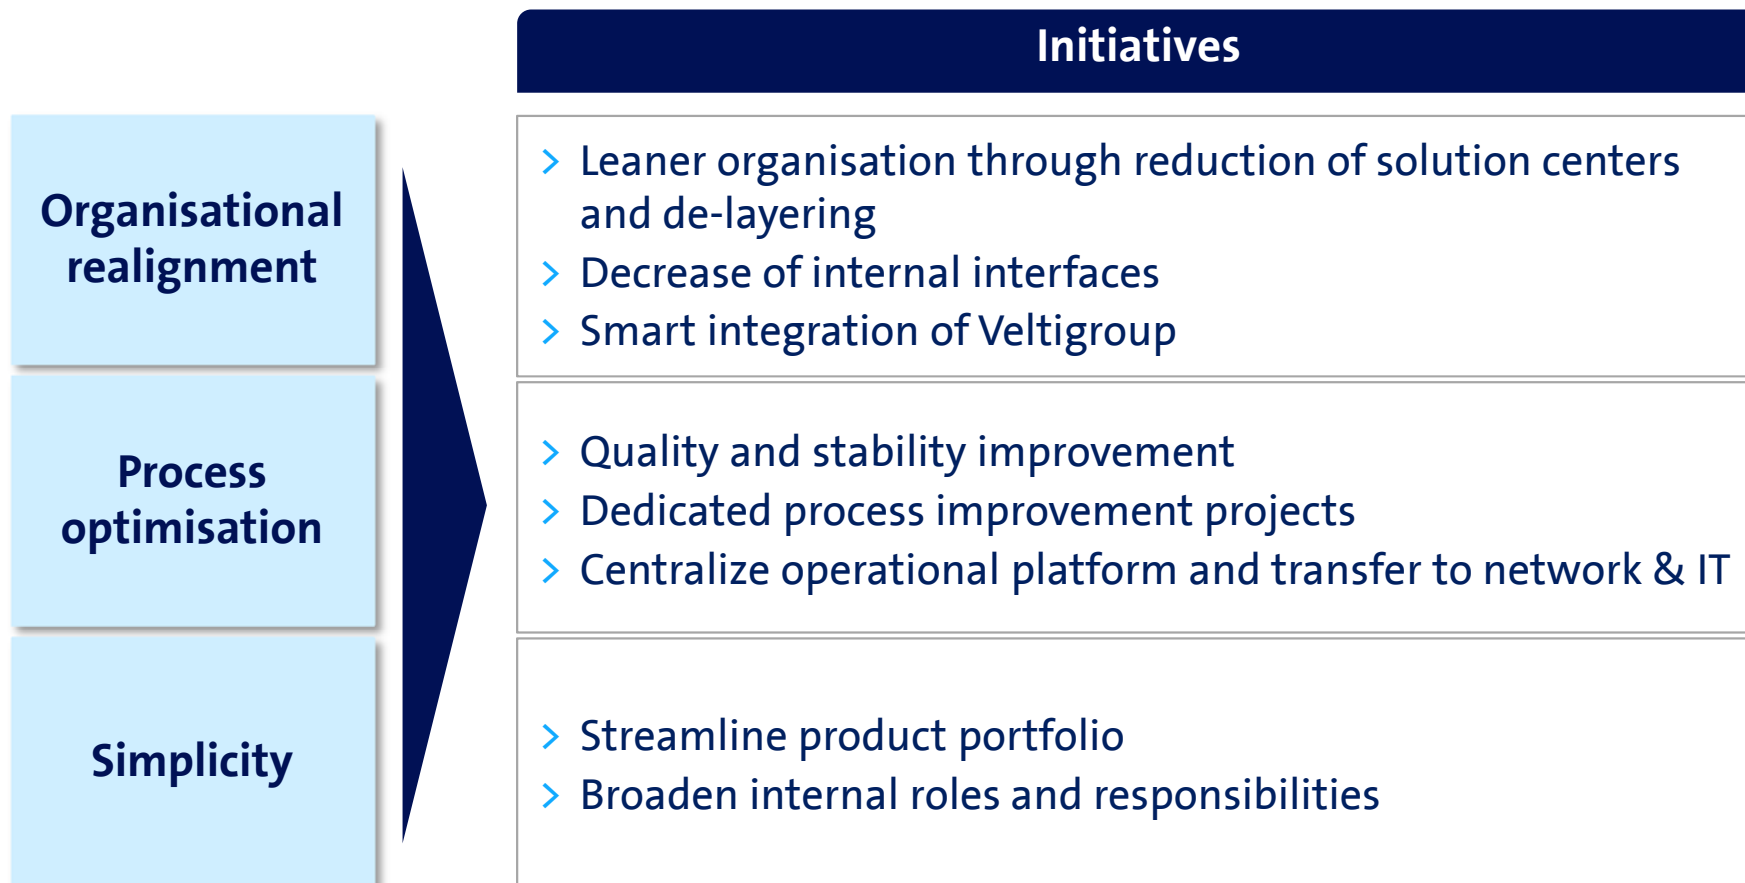 Initiatives
Organisational
realignment
> Leaner organisation through reduction of solution centers
and de-layering
> Decrease of internal interfaces
> Smart integration of Veltigroup
Process
optimisation
> Quality and stability improvement
> Dedicated process improvement projects
> Centralize operational platform and transfer to network & IT
Simplicity
> Streamline product portfolio
> Broaden internal roles and responsibilities